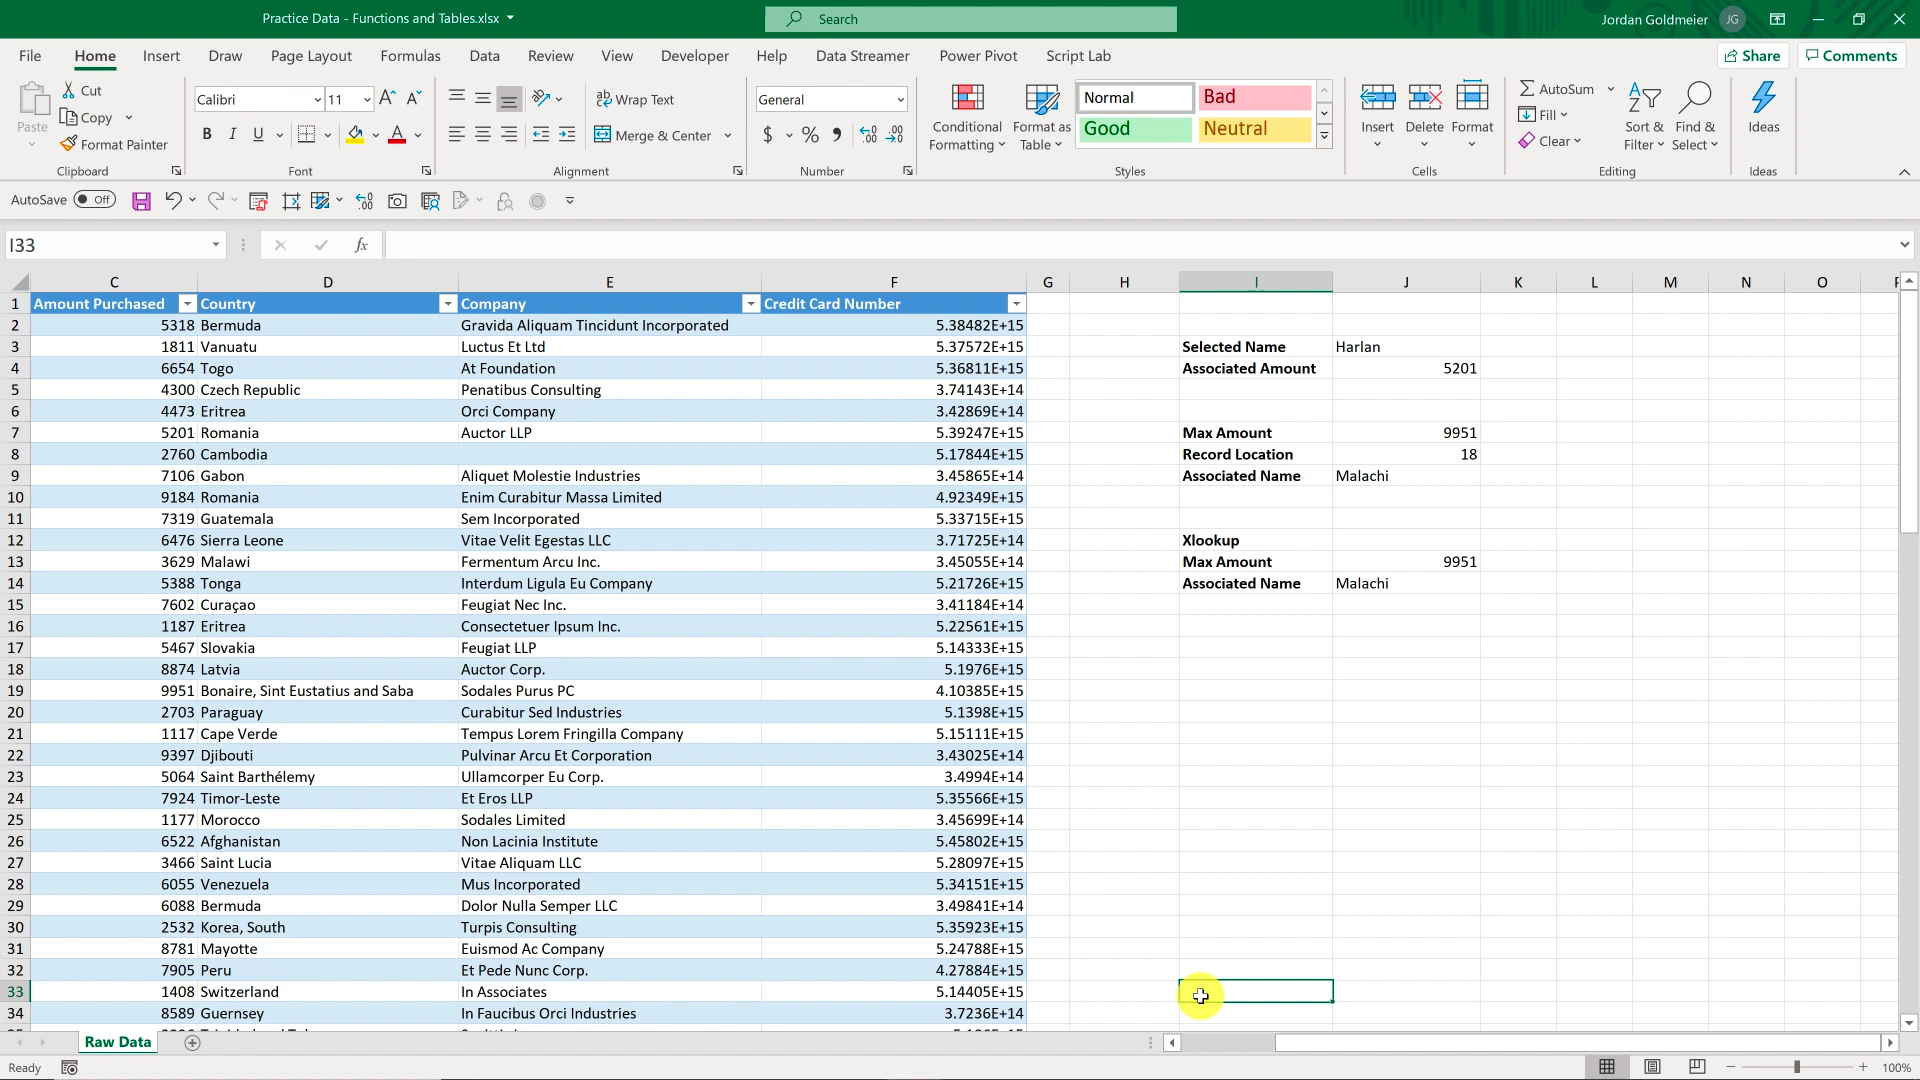 Practice Data - Functions and Tables.xlsx
Search
Jordan Goldmeier JG
File Home Insert Draw Page Layout Formulas Data Review View Developer Help Data Streamer Power Pivot Script Lab Share Comments
Paste Cut Copy Format Painter Clipboard
Calibri 11 B I U A Font
ab Wrap Text Merge & Center Alignment
General $ % Number
Conditional Formatting Format as Table Normal Bad Good Neutral Styles
Insert Delete Format Cells
AutoSum Fill Clear Sort & Filter Find & Select Editing
Ideas Ideas
AutoSave Off
I33 fx
C D E F G H I J K L M N O
1 Amount Purchased Country Company Credit Card Number
2 5318 Bermuda Gravida Aliquam Tincidunt Incorporated 5.38482E+15
3 1811 Vanuatu Luctus Et Ltd 5.37572E+15 Selected Name Harlan
4 6654 Togo At Foundation 5.36811E+15 Associated Amount 5201
5 4300 Czech Republic Penatibus Consulting 3.74143E+14
6 4473 Eritrea Orci Company 3.42869E+14
7 5201 Romania Auctor LLP 5.39247E+15 Max Amount 9951
8 2760 Cambodia 5.17844E+15 Record Location 18
9 7106 Gabon Aliquet Molestie Industries 3.45865E+14 Associated Name Malachi
10 9184 Romania Enim Curabitur Massa Limited 4.92349E+15
11 7319 Guatemala Sem Incorporated 5.33715E+15
12 6476 Sierra Leone Vitae Velit Egestas LLC 3.71725E+14 Xlookup
13 3629 Malawi Fermentum Arcu Inc. 3.45055E+14 Max Amount 9951
14 5388 Tonga Interdum Ligula Eu Company 5.21726E+15 Associated Name Malachi
15 7602 Curaçao Feugiat Nec Inc. 3.41184E+14
16 1187 Eritrea Consectetuer Ipsum Inc. 5.22561E+15
17 5467 Slovakia Feugiat LLP 5.14333E+15
18 8874 Latvia Auctor Corp. 5.1976E+15
19 9951 Bonaire, Sint Eustatius and Saba Sodales Purus PC 4.10385E+15
20 2703 Paraguay Curabitur Sed Industries 5.1398E+15
21 1117 Cape Verde Tempus Lorem Fringilla Company 5.15111E+15
22 9397 Djibouti Pulvinar Arcu Et Corporation 3.43025E+14
23 5064 Saint Barthélemy Ullamcorper Eu Corp. 3.4994E+14
24 7924 Timor-Leste Et Eros LLP 5.35566E+15
25 1177 Morocco Sodales Limited 3.45699E+14
26 6522 Afghanistan Non Lacinia Institute 5.45802E+15
27 3466 Saint Lucia Vitae Aliquam LLC 5.28097E+15
28 6055 Venezuela Mus Incorporated 5.34151E+15
29 6088 Bermuda Dolor Nulla Semper LLC 3.49841E+14
30 2532 Korea, South Turpis Consulting 5.35923E+15
31 8781 Mayotte Euismod Ac Company 5.24788E+15
32 7905 Peru Et Pede Nunc Corp. 4.27884E+15
33 1408 Switzerland In Associates 5.14405E+15
34 8589 Guernsey In Faucibus Orci Industries 3.7236E+14
Raw Data
Ready 100%